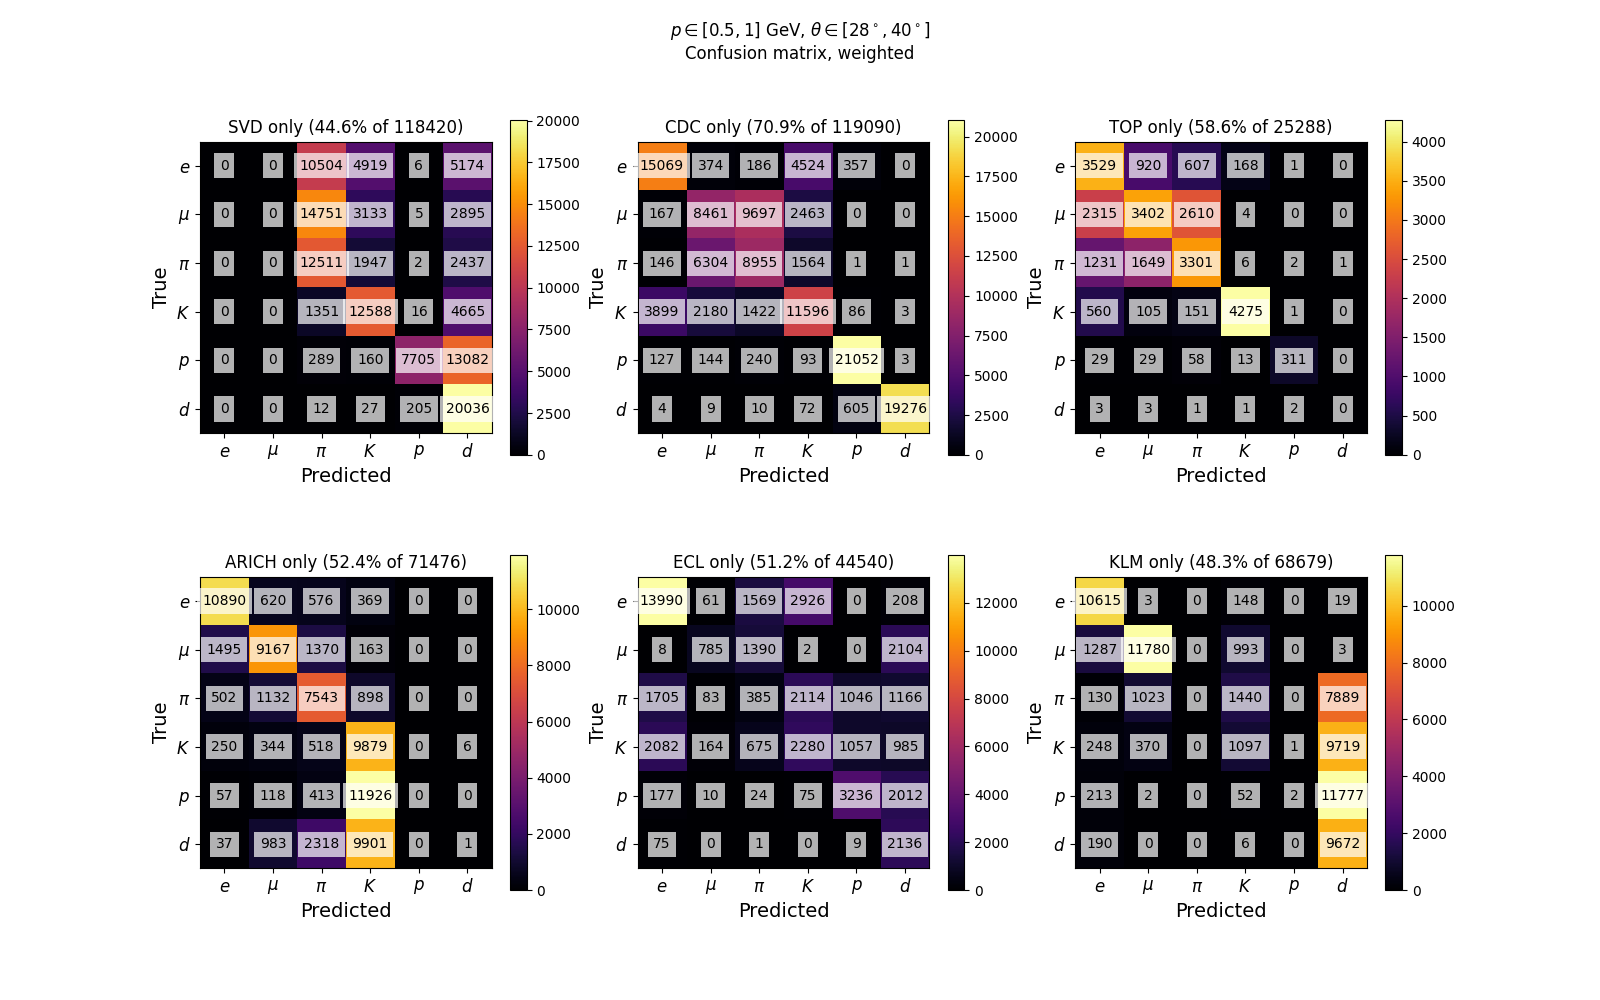 p ∈ [0.5, 1] GeV, θ ∈ [28°, 40°]
Confusion matrix, weighted
SVD only (44.6% of 118420)
True
e 0 0 10504 4919 6 5174
μ 0 0 14751 3133 5 2895
π 0 0 12511 1947 2 2437
K 0 0 1351 12588 16 4665
p 0 0 289 160 7705 13082
d 0 0 12 27 205 20036
e μ π K p d
Predicted
20000
17500
15000
12500
10000
7500
5000
2500
0
CDC only (70.9% of 119090)
True
e 15069 374 186 4524 357 0
μ 167 8461 9697 2463 0 0
π 146 6304 8955 1564 1 1
K 3899 2180 1422 11596 86 3
p 127 144 240 93 21052 3
d 4 9 10 72 605 19276
e μ π K p d
Predicted
20000
17500
15000
12500
10000
7500
5000
2500
0
TOP only (58.6% of 25288)
True
e 3529 920 607 168 1 0
μ 2315 3402 2610 4 0 0
π 1231 1649 3301 6 2 1
K 560 105 151 4275 1 0
p 29 29 58 13 311 0
d 3 3 1 1 2 0
e μ π K p d
Predicted
4000
3500
3000
2500
2000
1500
1000
500
0
ARICH only (52.4% of 71476)
True
e 10890 620 576 369 0 0
μ 1495 9167 1370 163 0 0
π 502 1132 7543 898 0 0
K 250 344 518 9879 0 6
p 57 118 413 11926 0 0
d 37 983 2318 9901 0 1
e μ π K p d
Predicted
10000
8000
6000
4000
2000
0
ECL only (51.2% of 44540)
True
e 13990 61 1569 2926 0 208
μ 8 785 1390 2 0 2104
π 1705 83 385 2114 1046 1166
K 2082 164 675 2280 1057 985
p 177 10 24 75 3236 2012
d 75 0 1 0 9 2136
e μ π K p d
Predicted
12000
10000
8000
6000
4000
2000
0
KLM only (48.3% of 68679)
True
e 10615 3 0 148 0 19
μ 1287 11780 0 993 0 3
π 130 1023 0 1440 0 7889
K 248 370 0 1097 1 9719
p 213 2 0 52 2 11777
d 190 0 0 6 0 9672
e μ π K p d
Predicted
10000
8000
6000
4000
2000
0